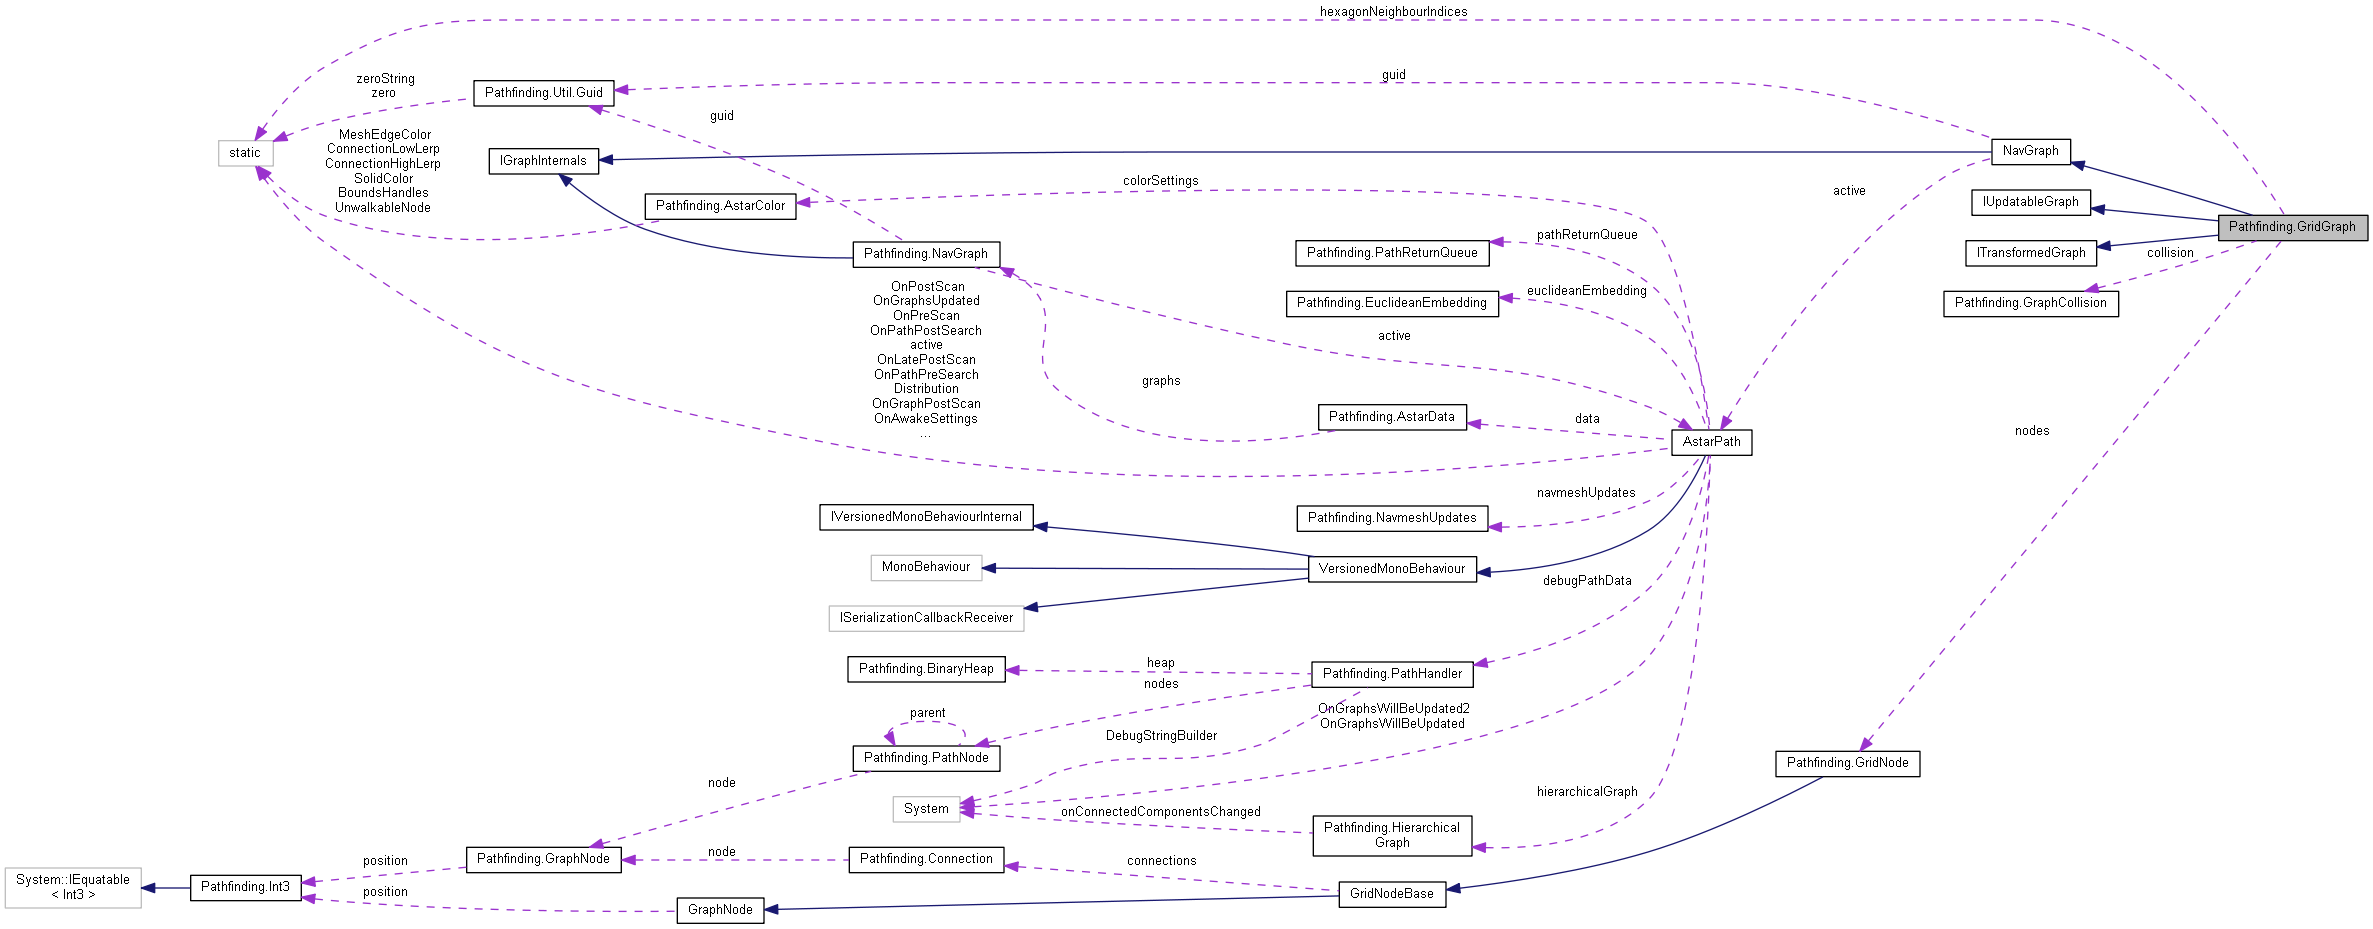 hexagonNeighbourIndices
zeroString
zero
Pathfinding.Util.Guid
guid
guid
static
MeshEdgeColor
ConnectionLowLerp
ConnectionHighLerp
SolidColor
BoundsHandles
UnwalkableNode
IGraphInternals
NavGraph
colorSettings
active
Pathfinding.AstarColor
IUpdatableGraph
Pathfinding.GridGraph
pathReturnQueue
Pathfinding.NavGraph
Pathfinding.PathReturnQueue
ITransformedGraph
collision
OnPostScan
OnGraphsUpdated
OnPreScan
OnPathPostSearch
active
OnLatePostScan
OnPathPreSearch
Distribution
OnGraphPostScan
OnAwakeSettings
...
euclideanEmbedding
Pathfinding.EuclideanEmbedding
Pathfinding.GraphCollision
active
graphs
Pathfinding.AstarData
data
AstarPath
nodes
navmeshUpdates
IVersionedMonoBehaviourInternal
Pathfinding.NavmeshUpdates
MonoBehaviour
VersionedMonoBehaviour
debugPathData
ISerializationCallbackReceiver
Pathfinding.BinaryHeap
heap
Pathfinding.PathHandler
nodes
parent
OnGraphsWillBeUpdated2
OnGraphsWillBeUpdated
DebugStringBuilder
Pathfinding.PathNode
Pathfinding.GridNode
node
System
hierarchicalGraph
onConnectedComponentsChanged
Pathfinding.Hierarchical
Graph
Pathfinding.GraphNode
node
Pathfinding.Connection
connections
position
System::IEquatable
< Int3 >
Pathfinding.Int3
position
GraphNode
GridNodeBase